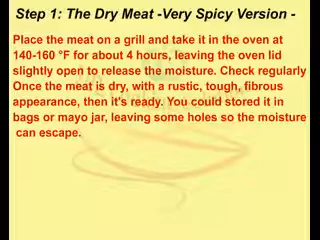 Step 1: The Dry Meat -Very Spicy Version -
Place the meat on a grill and take it in the oven at
140-160 °F for about 4 hours, leaving the oven lid
slightly open to release the moisture. Check regularly
Once the meat is dry, with a rustic, tough, fibrous
appearance, then it's ready. You could stored it in
bags or mayo jar, leaving some holes so the moisture
can escape.